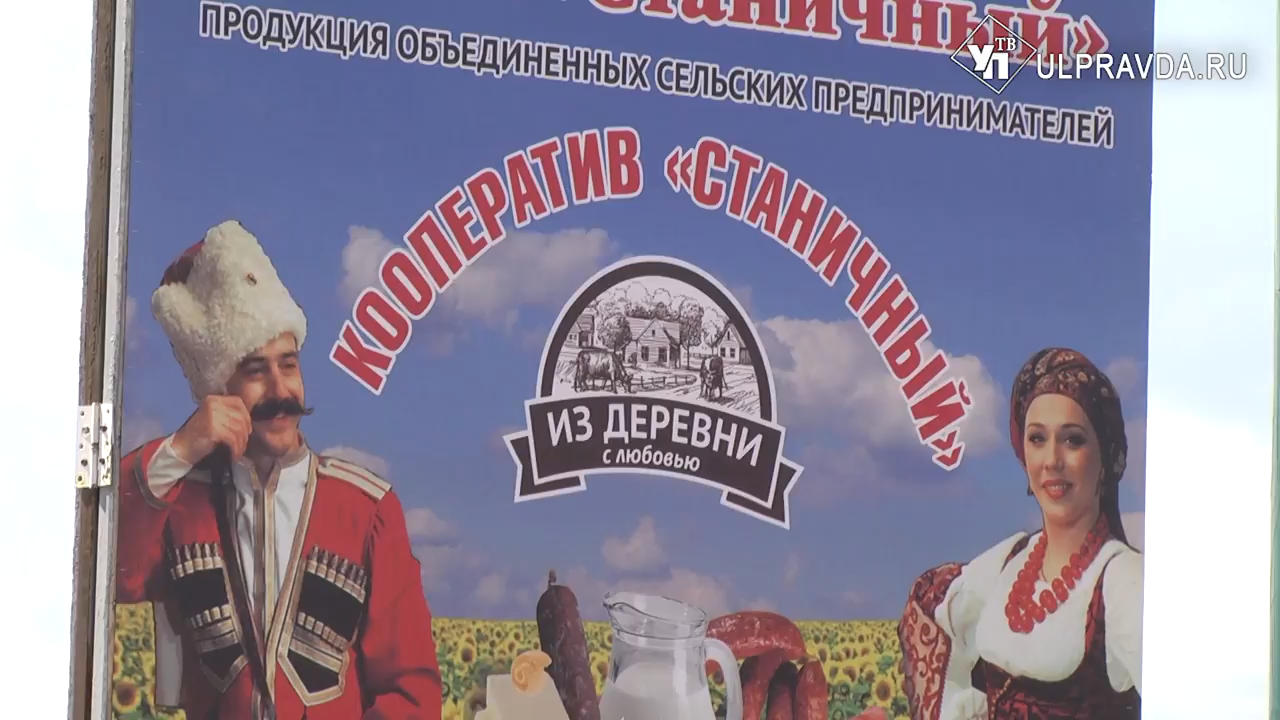 Станичный»
ПРОДУКЦИЯ ОБЪЕДИНЕННЫХ СЕЛЬСКИХ ПРЕДПРИНИМАТЕЛЕЙ
УП ТВ ULPRAVDA.RU
КООПЕРАТИВ «СТАНИЧНЫЙ»
ИЗ ДЕРЕВНИ
С ЛЮБОВЬЮ